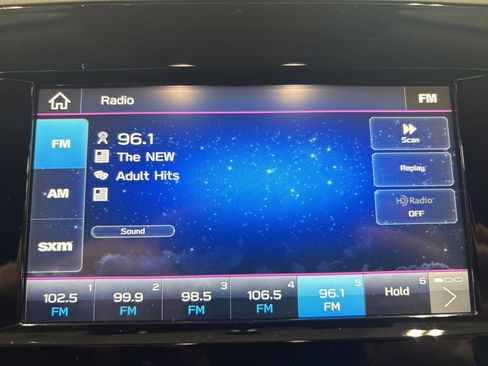 Radio
FM
FM
AM
sxm
96.1
The NEW
Adult Hits
Sound
Scan
Replay
HD Radio
OFF
1 2 3 4 5 6
102.5 99.9 98.5 106.5 96.1 Hold
FM FM FM FM FM